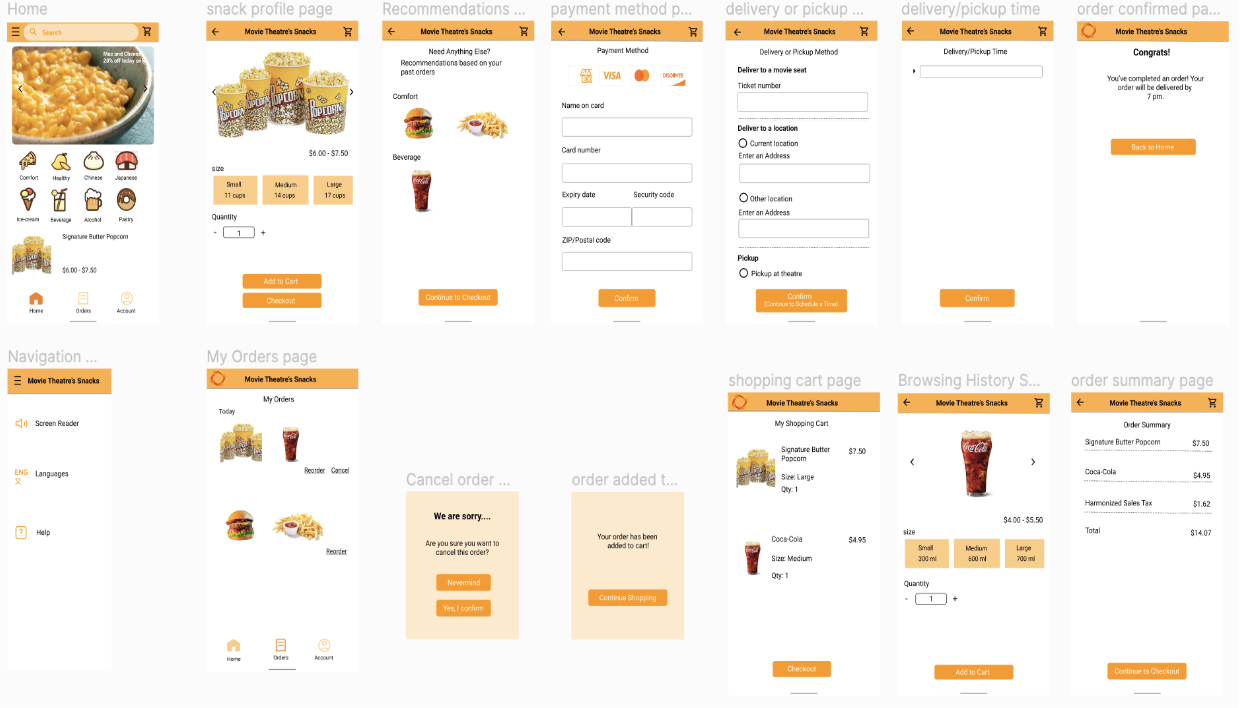 Home
Search
Mac and Cheese
20% off today only
Comfort
Healthy
Chinese
Japanese
Ice-cream
Beverage
Alcohol
Pastry
Signature Butter Popcorn
$6.00 - $7.50
Home
Orders
Account
snack profile page
Movie Theatre's Snacks
POPCORN
POPCORN
POPCORN
POPCORN
$6.00 - $7.50
size
Small
11 cups
Medium
14 cups
Large
17 cups
Quantity
- 1 +
Add to Cart
Checkout
Recommendations ...
Movie Theatre's Snacks
Need Anything Else?
Recommendations based on your
past orders
Comfort
Beverage
Coca-Cola
Continue to Checkout
payment method p...
Movie Theatre's Snacks
Payment Method
VISA
DISCOVER
Name on card
Card number
Expiry date
Security code
ZIP/Postal code
Confirm
delivery or pickup ...
Movie Theatre's Snacks
Delivery or Pickup Method
Deliver to a movie seat
Ticket number
Deliver to a location
Current location
Enter an Address
Other location
Enter an Address
Pickup
Pickup at theatre
Confirm
(Continue to Schedule a Time)
delivery/pickup time
Movie Theatre's Snacks
Delivery/Pickup Time
Confirm
order confirmed pa...
Movie Theatre's Snacks
Congrats!
You've completed an order! Your
order will be delivered by
7 pm.
Back to Home
Navigation ...
Movie Theatre's Snacks
Screen Reader
ENG
文
Languages
?
Help
My Orders page
Movie Theatre's Snacks
My Orders
Today
Coca-Cola
Reorder
Cancel
Reorder
Home
Orders
Account
Cancel order ...
We are sorry....
Are you sure you want to
cancel this order?
Nevermind
Yes, I confirm
order added t...
Your order has been
added to cart!
Continue Shopping
shopping cart page
Movie Theatre's Snacks
My Shopping Cart
Signature Butter
Popcorn
$7.50
Size: Large
Qty: 1
Coca-Cola
$4.95
Size: Medium
Qty: 1
Checkout
Browsing History S...
Movie Theatre's Snacks
Coca-Cola
$4.00 - $5.50
size
Small
300 ml
Medium
600 ml
Large
700 ml
Quantity
- 1 +
Add to Cart
order summary page
Movie Theatre's Snacks
Order Summary
Signature Butter Popcorn
$7.50
Coca-Cola
$4.95
Harmonized Sales Tax
$1.62
Total
$14.07
Continue to Checkout